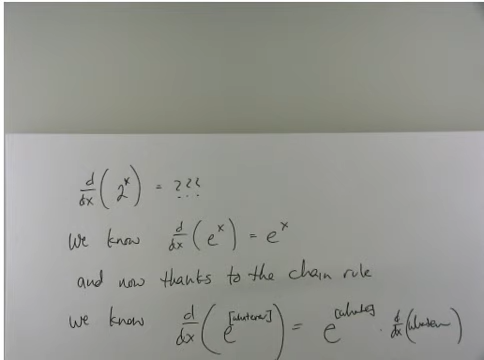 d/dx (2^x) = ???
We know d/dx (e^x) = e^x
and now thanks to the chain rule
we know d/dx (e^[whatever]) = e^[whatever] · d/dx (whatever)